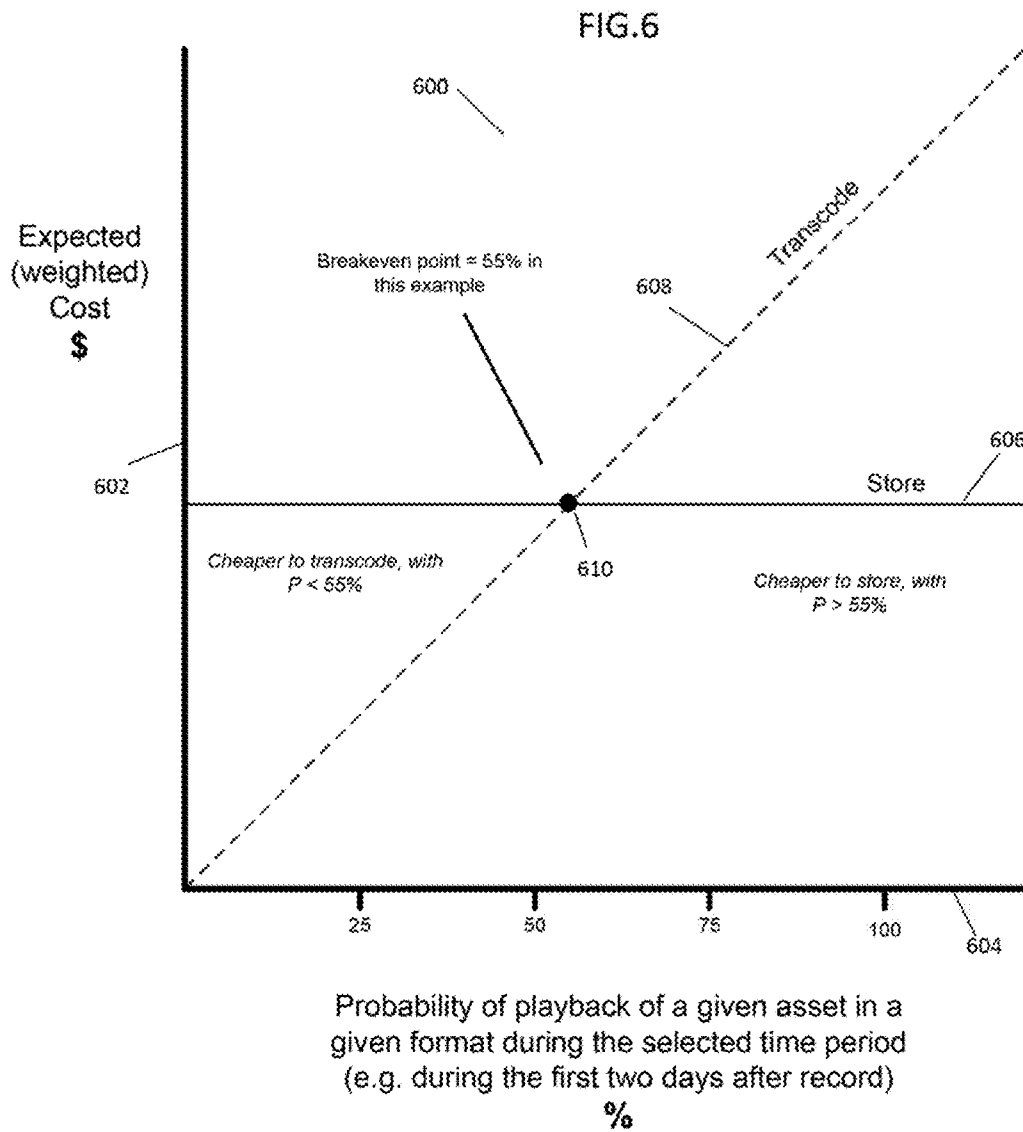 FIG.6
600
Transcode
Expected
(weighted)
Cost
$
Breakeven point = 55% in
this example
608
606
602
Store
610
Cheaper to transcode, with
P < 55%
Cheaper to store, with
P > 55%
25
50
75
100
604
Probability of playback of a given asset in a
given format during the selected time period
(e.g. during the first two days after record)
%